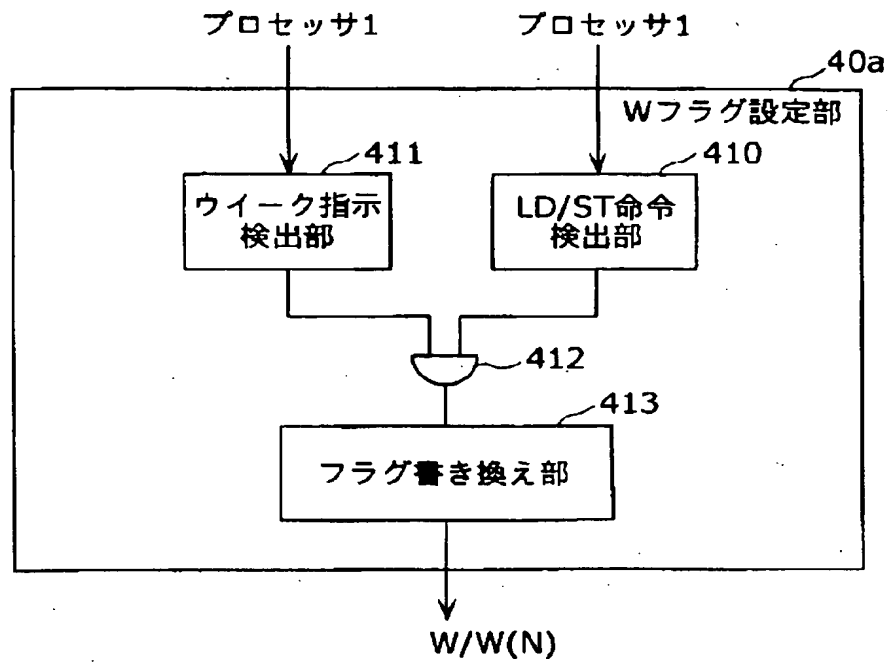 プロセッサ1
プロセッサ1
40a
Wフラグ設定部
411
410
ウイーク指示
検出部
LD/ST命令
検出部
412
413
フラグ書き換え部
W/W(N)